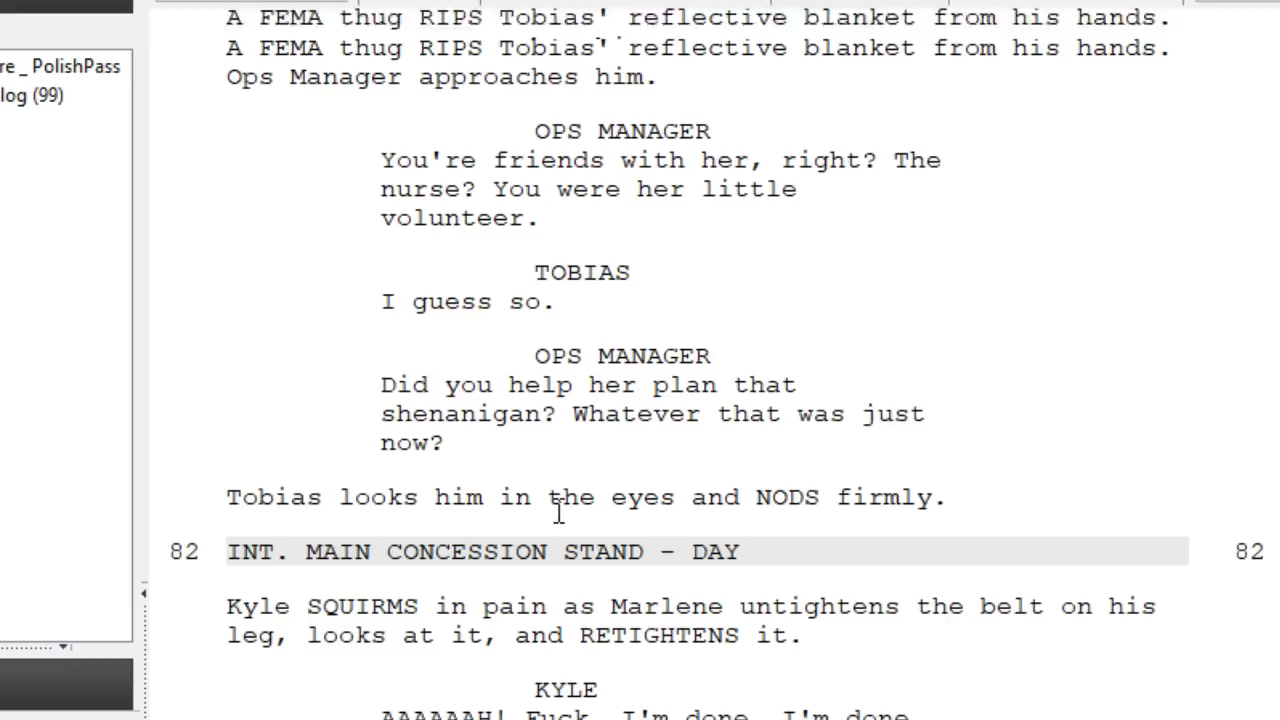 A FEMA thug RIPS Tobias' reflective blanket from his hands.
A FEMA thug RIPS Tobias' reflective blanket from his hands.
re _ PolishPass
Ops Manager approaches him.
log (99)
OPS MANAGER
You're friends with her, right? The
nurse? You were her little
volunteer.
TOBIAS
I guess so.
OPS MANAGER
Did you help her plan that
shenanigan? Whatever that was just
now?
Tobias looks him in the eyes and NODS firmly.
82 INT. MAIN CONCESSION STAND - DAY 82
Kyle SQUIRMS in pain as Marlene untightens the belt on his
leg, looks at it, and RETIGHTENS it.
KYLE
AAAAAAH! Fuck. I'm done. I'm done.